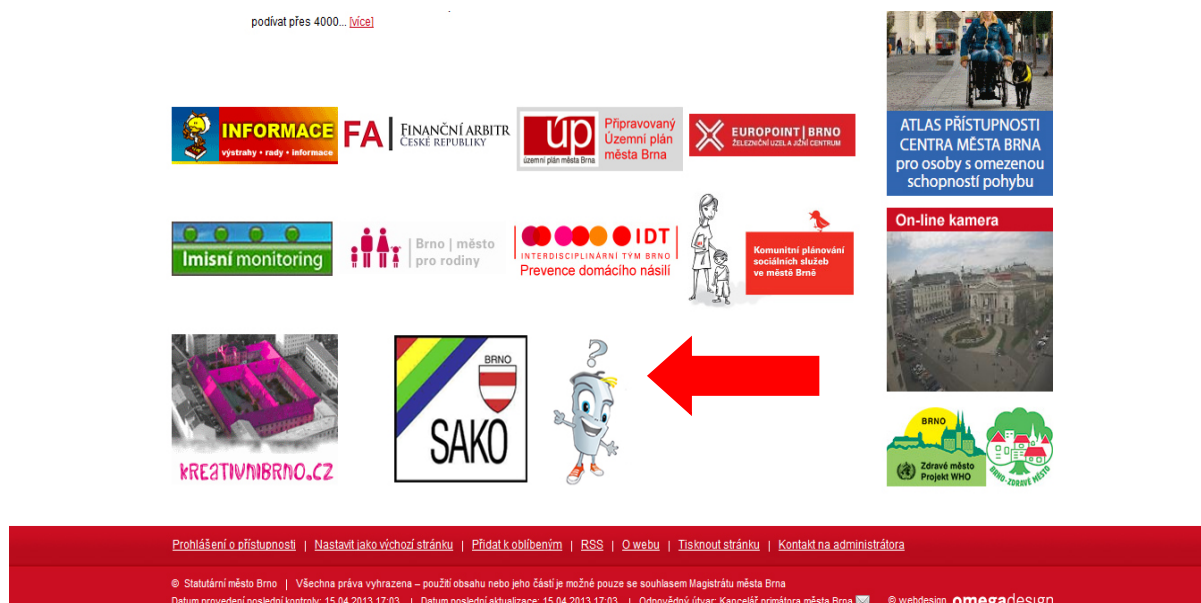 podívat přes 4000... [více]
INFORMACE
výstrahy • rady • informace
FA | FINANČNÍ ARBITR
ČESKÉ REPUBLIKY
úp
územní plán města Brna
Připravovaný
Územní plán
města Brna
EUROPOINT | BRNO
ŽELEZNIČNÍ UZEL A JIŽNÍ CENTRUM
ATLAS PŘÍSTUPNOSTI
CENTRA MĚSTA BRNA
pro osoby s omezenou
schopností pohybu
Imisní monitoring
Brno | město
pro rodiny
IDT
INTERDISCIPLINÁRNÍ TÝM BRNO
Prevence domácího násilí
Komunitní plánování
sociálních služeb
ve městě Brně
On-line kamera
KREATIVNIBRNO.CZ
BRNO
SAKO
?
BRNO
Zdravé město
Projekt WHO
BRNO-ZDRAVÉ MĚSTO
Prohlášení o přístupnosti | Nastavit jako výchozí stránku | Přidat k oblíbeným | RSS | O webu | Tisknout stránku | Kontakt na administrátora
© Statutární město Brno | Všechna práva vyhrazena – použití obsahu nebo jeho částí je možné pouze se souhlasem Magistrátu města Brna
Datum provedení poslední kontroly: 15.04.2013 17:03 | Datum poslední aktualizace: 15.04.2013 17:03 | Odpovědný útvar: Kancelář primátora města Brna © webdesign omegadesign